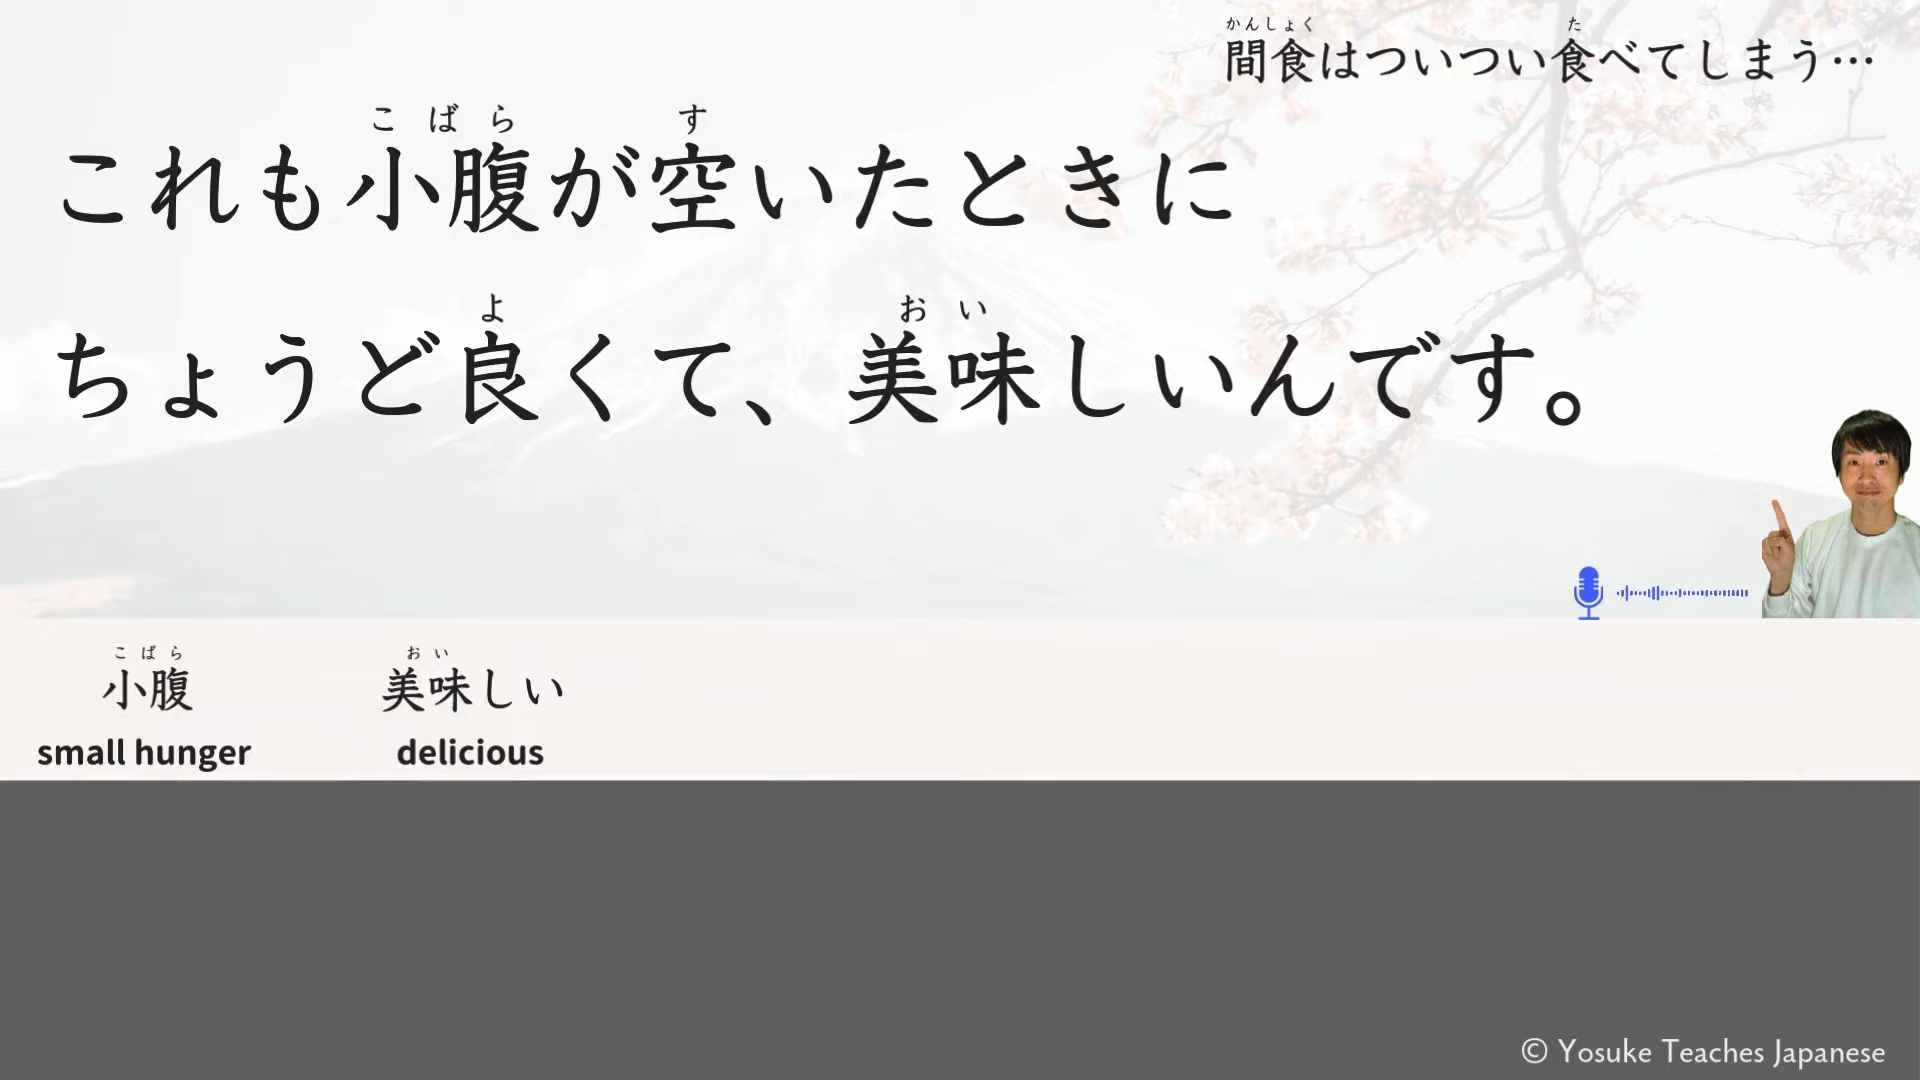 間食はついつい食べてしまう…
かんしょく た
こばら す
これも小腹が空いたときに
よ おい
ちょうど良くて、美味しいんです。
こばら おい
小腹 美味しい
small hunger delicious
© Yosuke Teaches Japanese